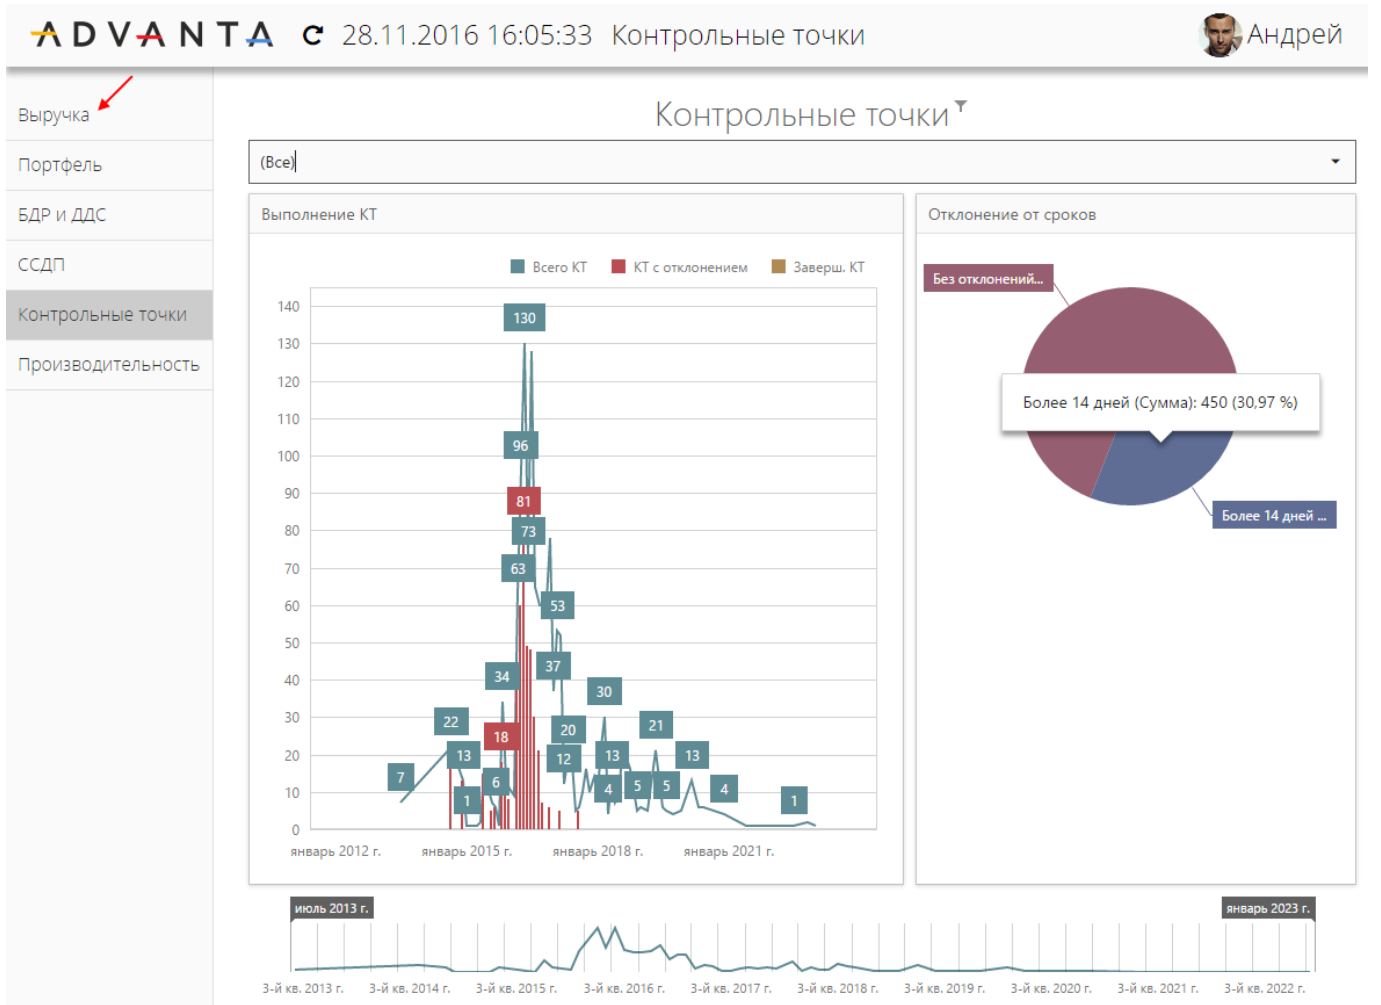 ADVANTA 28.11.2016 16:05:33 Контрольные точки Андрей
Выручка
Портфель
БДР и ДДС
ССДП
Контрольные точки
Производительность
Контрольные точки
(Все)
Выполнение КТ
Всего КТ КТ с отклонением Заверш. КТ
140
130
120
110
100
90
80
70
60
50
40
30
20
10
0
130
96
81
73
63
53
37
34
30
22
18
20
21
13
12
13
13
7
1
6
4
5
5
4
1
январь 2012 г. январь 2015 г. январь 2018 г. январь 2021 г.
Отклонение от сроков
Без отклонений...
Более 14 дней (Сумма): 450 (30,97 %)
Более 14 дней ...
июль 2013 г. январь 2023 г.
3-й кв. 2013 г. 3-й кв. 2014 г. 3-й кв. 2015 г. 3-й кв. 2016 г. 3-й кв. 2017 г. 3-й кв. 2018 г. 3-й кв. 2019 г. 3-й кв. 2020 г. 3-й кв. 2021 г. 3-й кв. 2022 г.